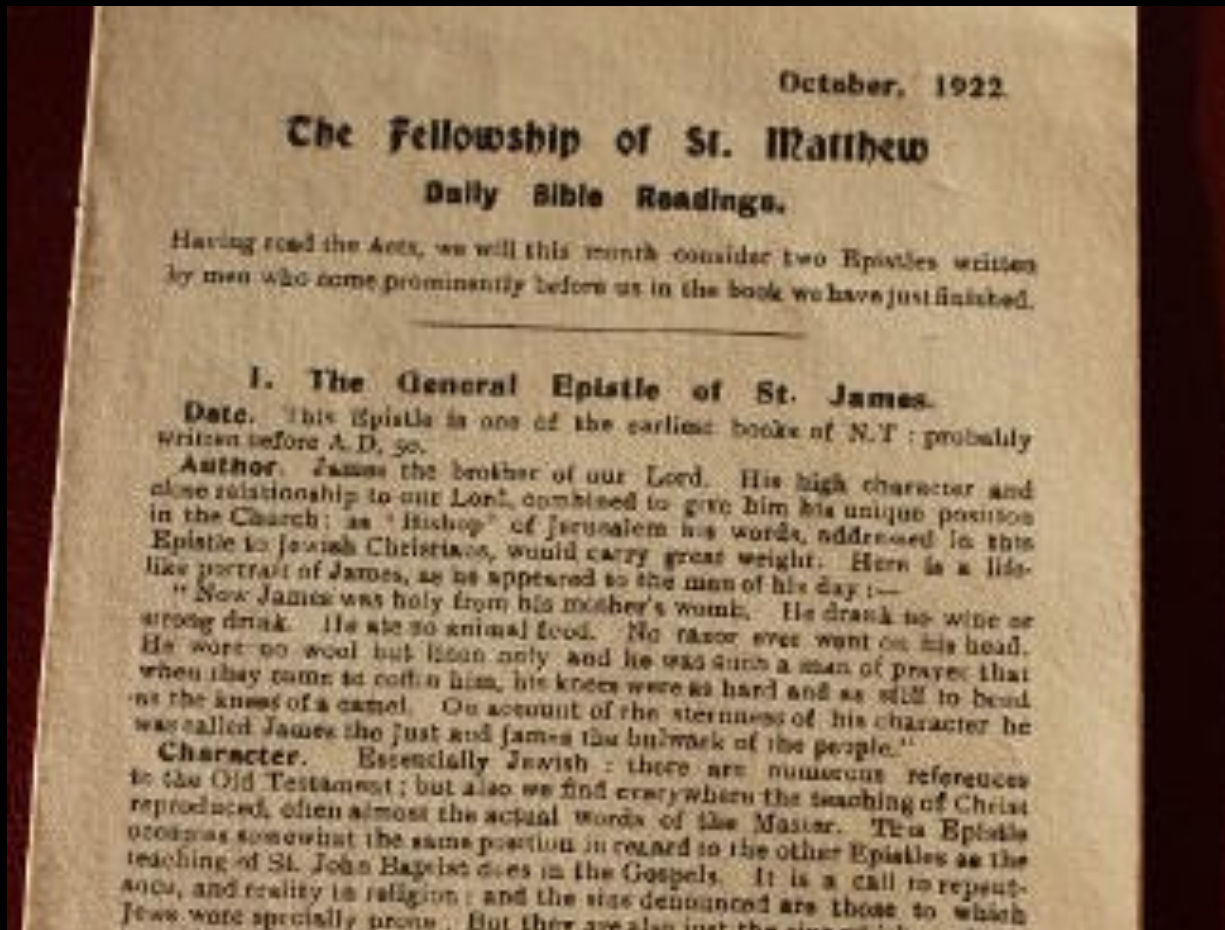 October, 1922.
The Fellowship of St. Matthew
Daily Bible Readings.
Having read the Acts, we will this month consider two Epistles written
by men who come prominently before us in the book we have just finished.
I. The General Epistle of St. James.
Date. This Epistle is one of the earliest books of N.T : probably
written before A.D, 50.
Author. James the brother of our Lord. His high character and
close relationship to our Lord, combined to give him his unique position
in the Church: as "Bishop" of Jerusalem his words, addressed in this
Epistle to Jewish Christians, would carry great weight. Here is a life-
like portrait of James, as he appeared to the men of his day :—
"Now James was holy from his mother's womb. He drank no wine or
strong drink. He ate no animal food. No razor ever went on his head.
He wore no wool but linen only and he was such a man of prayer that
when they came to coffin him, his knees were as hard and as stiff to bend
as the knees of a camel. On account of the sternness of his character he
was called James the Just and James the bulwark of the people."
Character. Essentially Jewish : there are numerous references
to the Old Testament ; but also we find everywhere the teaching of Christ
reproduced, often almost the actual words of the Master. This Epistle
occupies somewhat the same position in regard to the other Epistles as the
teaching of St. John Baptist does in the Gospels. It is a call to repent-
ance, and reality in religion ; and the sins denounced are those to which
Jews were specially prone. But they are also just the